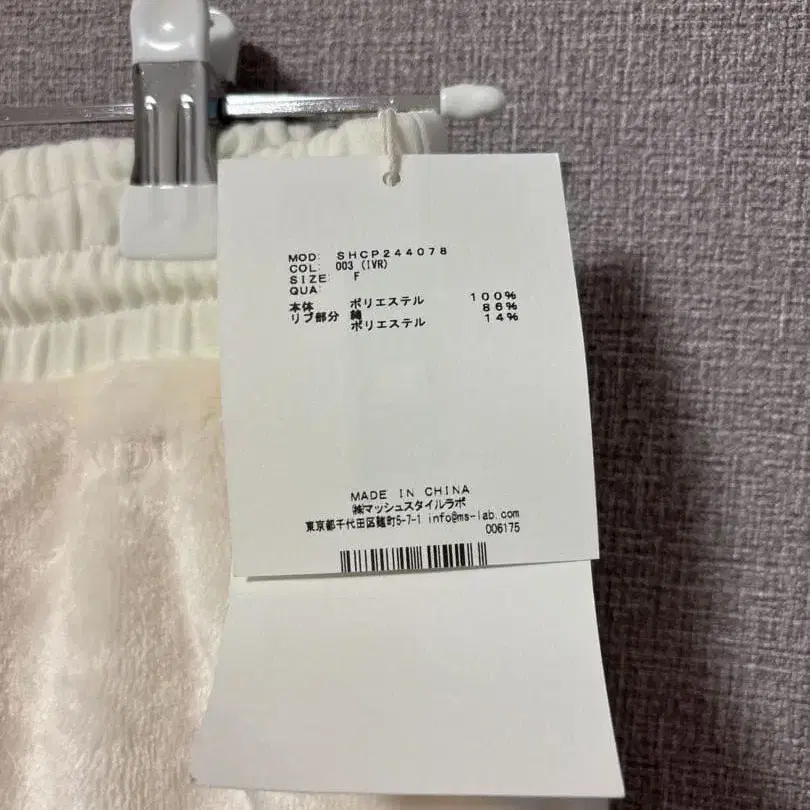 MOD: SHCP244078
COL: 003 (IVR)
SIZE: F
QUA:
本体 ポリエステル 100%
リブ部分 綿 86%
ポリエステル 14%
MADE IN CHINA
㈱マッシュスタイルラボ
東京都千代田区麹町5-7-1 info@ms-lab.com
006175